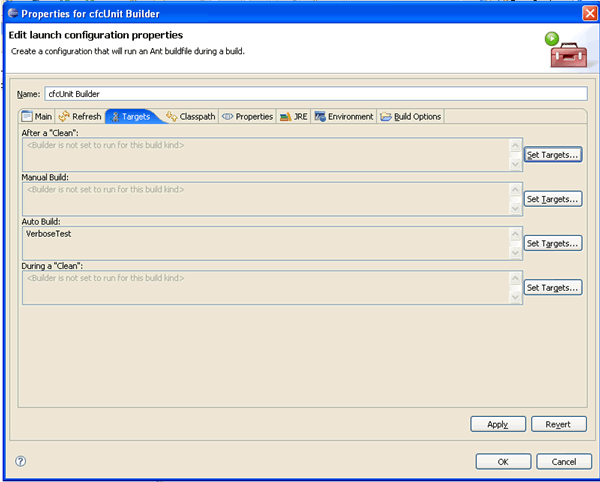 Properties for cfcUnit Builder
Edit launch configuration properties
Create a configuration that will run an Ant buildfile during a build.
Name: cfcUnit Builder
Main Refresh Targets Classpath Properties JRE Environment Build Options
After a "Clean":
<Builder is not set to run for this build kind>
Set Targets...
Manual Build:
<Builder is not set to run for this build kind>
Set Targets...
Auto Build:
VerboseTest
Set Targets...
During a "Clean":
<Builder is not set to run for this build kind>
Set Targets...
Apply Revert
? OK Cancel